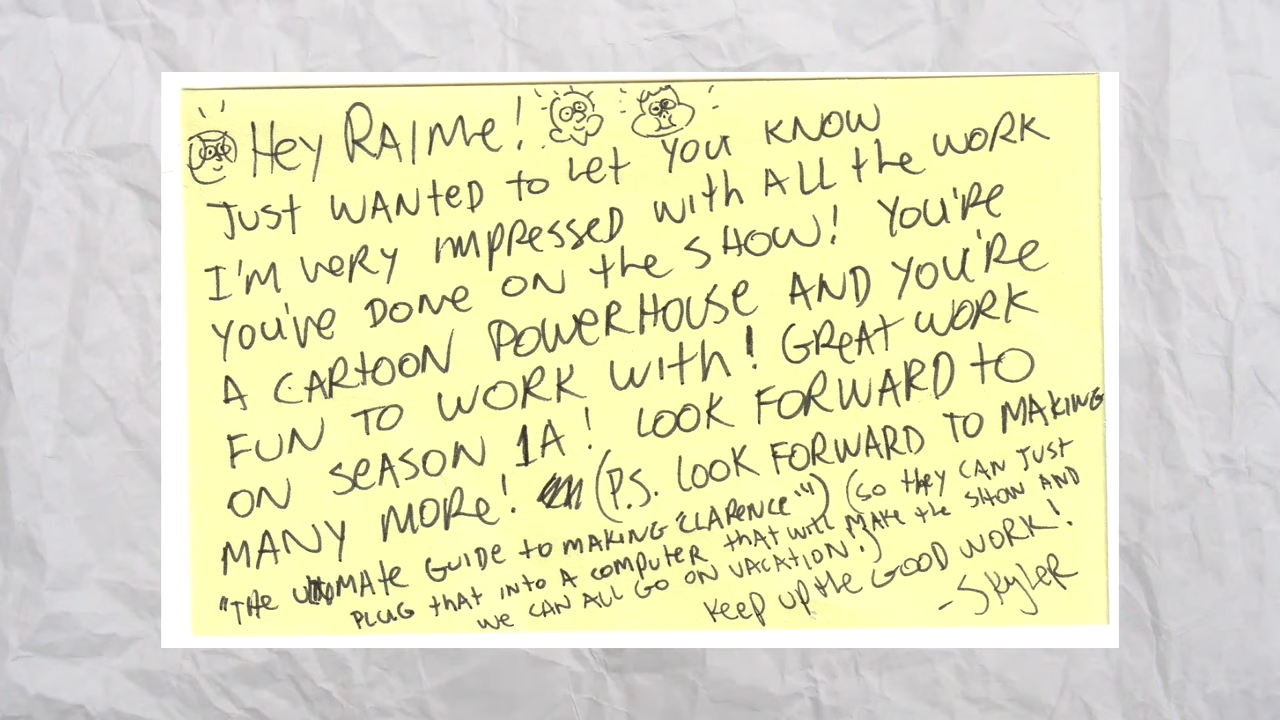 Hey RAIMe!
JUST WANTED to Let YOU KNOW
I'M VERY IMPRESSED with ALL the WORK
YOU'VE DONE ON the SHOW! YOU'RE
A CARTOON POWERHOUSE AND YOU'RE
FUN TO WORK with! GREAT WORK
ON SEASON 1A! LOOK FORWARD TO
MANY MORE! (P.S. LOOK FORWARD TO MAKING
"THE ULTIMATE GUIDE to MAKING 'CLARENCE'") (SO they CAN JUST
PLUG that INTO A COMPUTER that will MAKE the SHOW AND
we CAN ALL GO ON VACATION!)
Keep up the GOOD WORK!
-Skyler